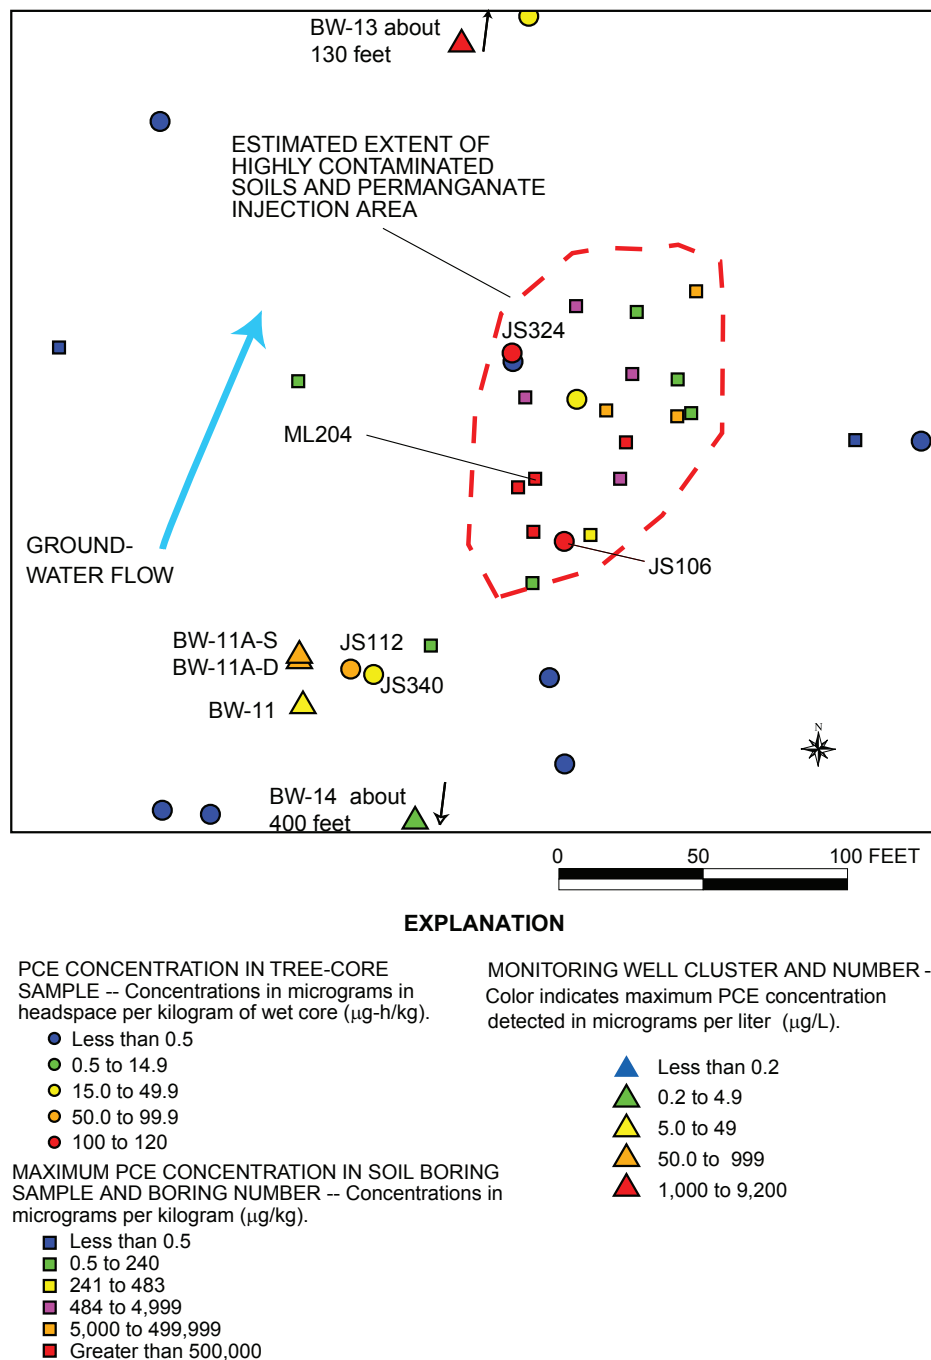 BW-13 about
130 feet
ESTIMATED EXTENT OF
HIGHLY CONTAMINATED
SOILS AND PERMANGANATE
INJECTION AREA
JS324
ML204
GROUND-
WATER FLOW
JS106
BW-11A-S
BW-11A-D
JS112
JS340
BW-11
N
BW-14 about
400 feet
0 50 100 FEET
EXPLANATION
PCE CONCENTRATION IN TREE-CORE
SAMPLE -- Concentrations in micrograms in
headspace per kilogram of wet core (µg-h/kg).
Less than 0.5
0.5 to 14.9
15.0 to 49.9
50.0 to 99.9
100 to 120
MAXIMUM PCE CONCENTRATION IN SOIL BORING
SAMPLE AND BORING NUMBER -- Concentrations in
micrograms per kilogram (µg/kg).
Less than 0.5
0.5 to 240
241 to 483
484 to 4,999
5,000 to 499,999
Greater than 500,000
MONITORING WELL CLUSTER AND NUMBER --
Color indicates maximum PCE concentration
detected in micrograms per liter (µg/L).
Less than 0.2
0.2 to 4.9
5.0 to 49
50.0 to 999
1,000 to 9,200